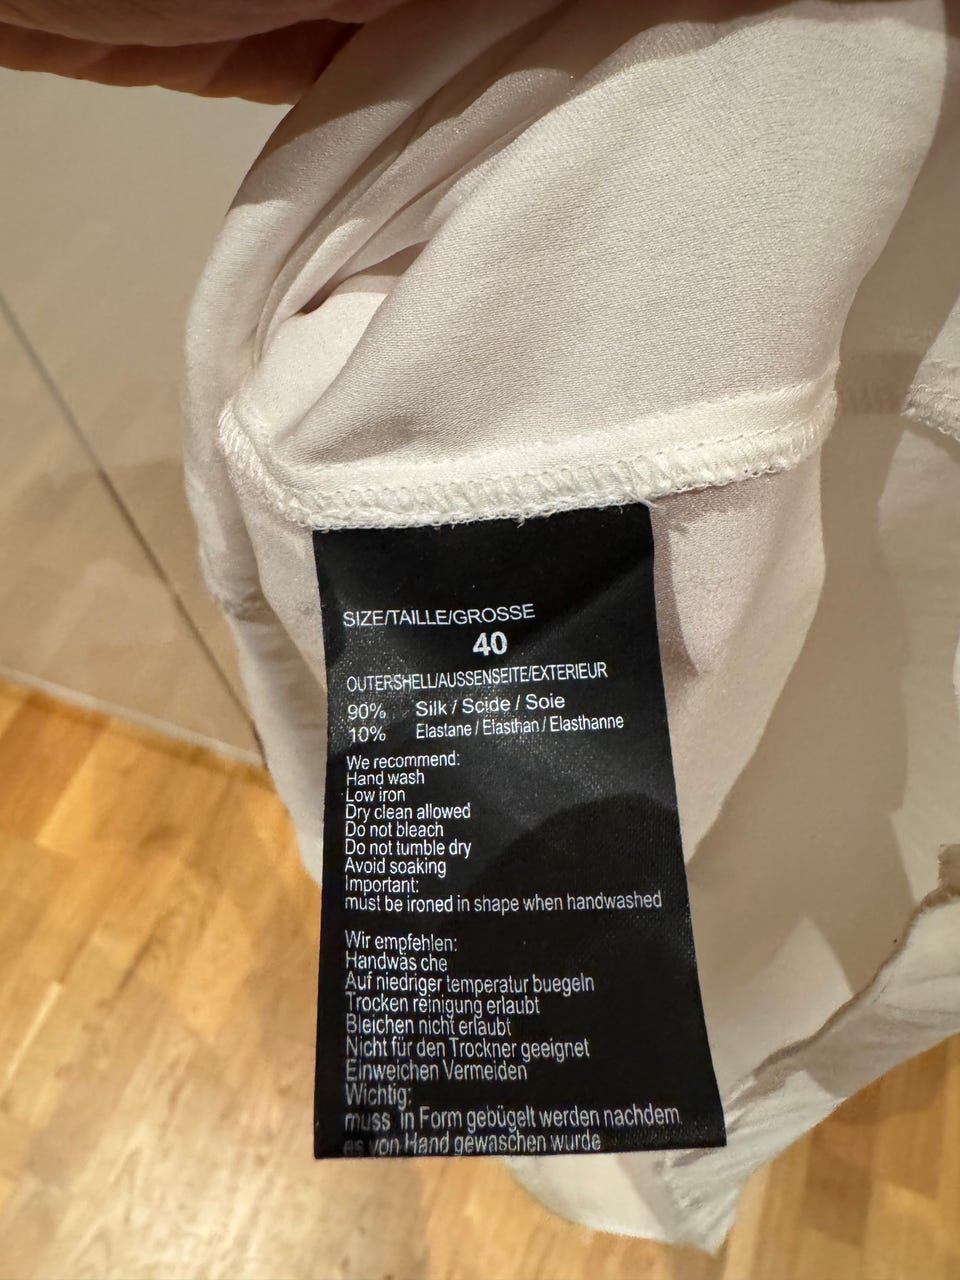 SIZE/TAILLE/GROSSE
40
OUTERSHELL/AUSSENSEITE/EXTERIEUR
90% Silk / Scide / Soie
10% Elastane / Elasthan / Elasthanne
We recommend:
Hand wash
Low iron
Dry clean allowed
Do not bleach
Do not tumble dry
Avoid soaking
Important:
must be ironed in shape when handwashed
Wir empfehlen:
Handwäs che
Auf niedriger temperatur buegeln
Trocken reinigung erlaubt
Bleichen nicht erlaubt
Nicht für den Trockner geeignet
Einweichen Vermeiden
Wichtig:
muss in Form gebügelt werden nachdem
es von Hand gewaschen wurde